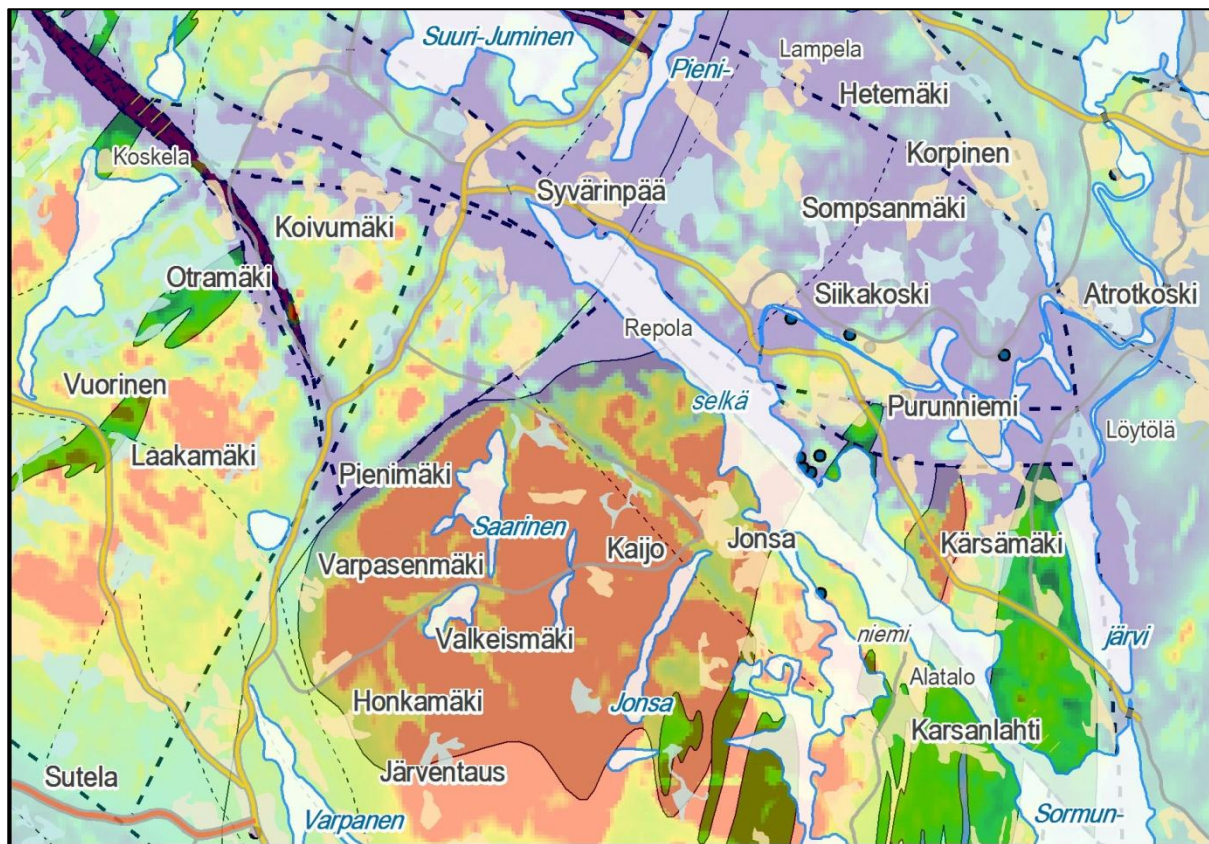 Suuri-Juminen
Lampela
Pieni-
Hetemäki
Koskela
Korpinen
Syvärinpää
Koivumäki
Sompsanmäki
Otramäki
Siikakoski
Atrotkoski
Repola
Vuorinen
selkä
Purunniemi
Löytölä
Laakamäki
Pienimäki
Saarinen
Kaijo
Jonsa
Kärsämäki
Varpasenmäki
Valkeismäki
niemi
järvi
Alatalo
Honkamäki
Jonsa
Karsanlahti
Järventaus
Sutela
Varpanen
Sormun-